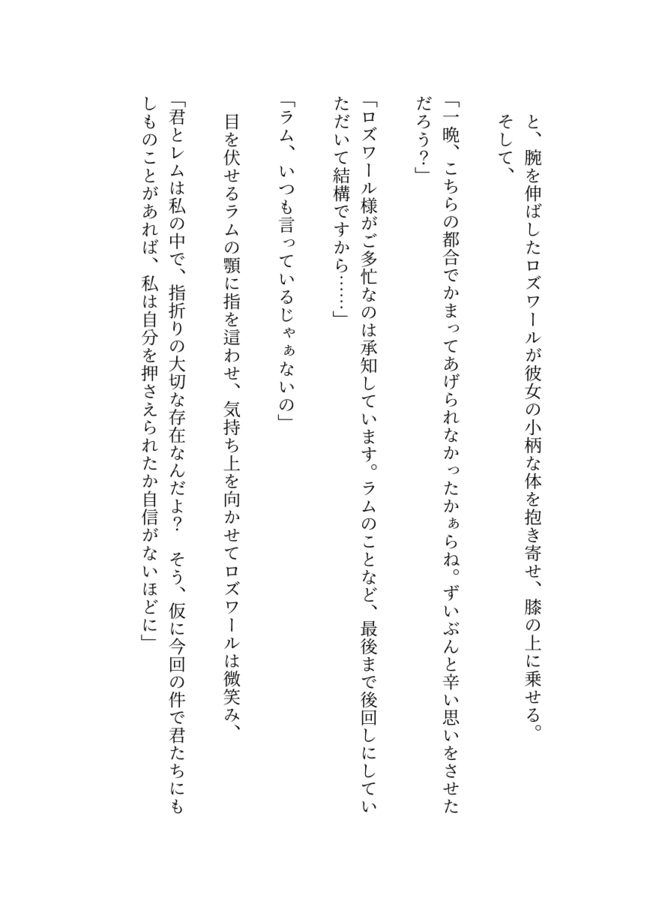 と、腕を伸ばしたロズワールが彼女の小柄な体を抱き寄せ、膝の上に乗せる。
そして、
「一晩、こちらの都合でかまってあげられなかったかぁらね。ずいぶんと辛い思いをさせた
だろう？」
「ロズワール様がご多忙なのは承知しています。ラムのことなど、最後まで後回しにしてい
ただいて結構ですから……」
「ラム、いつも言っているじゃぁないの」
目を伏せるラムの顎に指を這わせ、気持ち上を向かせてロズワールは微笑み、
「君とレムは私の中で、指折りの大切な存在なんだよ？　そう、仮に今回の件で君たちにも
しものことがあれば、私は自分を押さえられたか自信がないほどに」